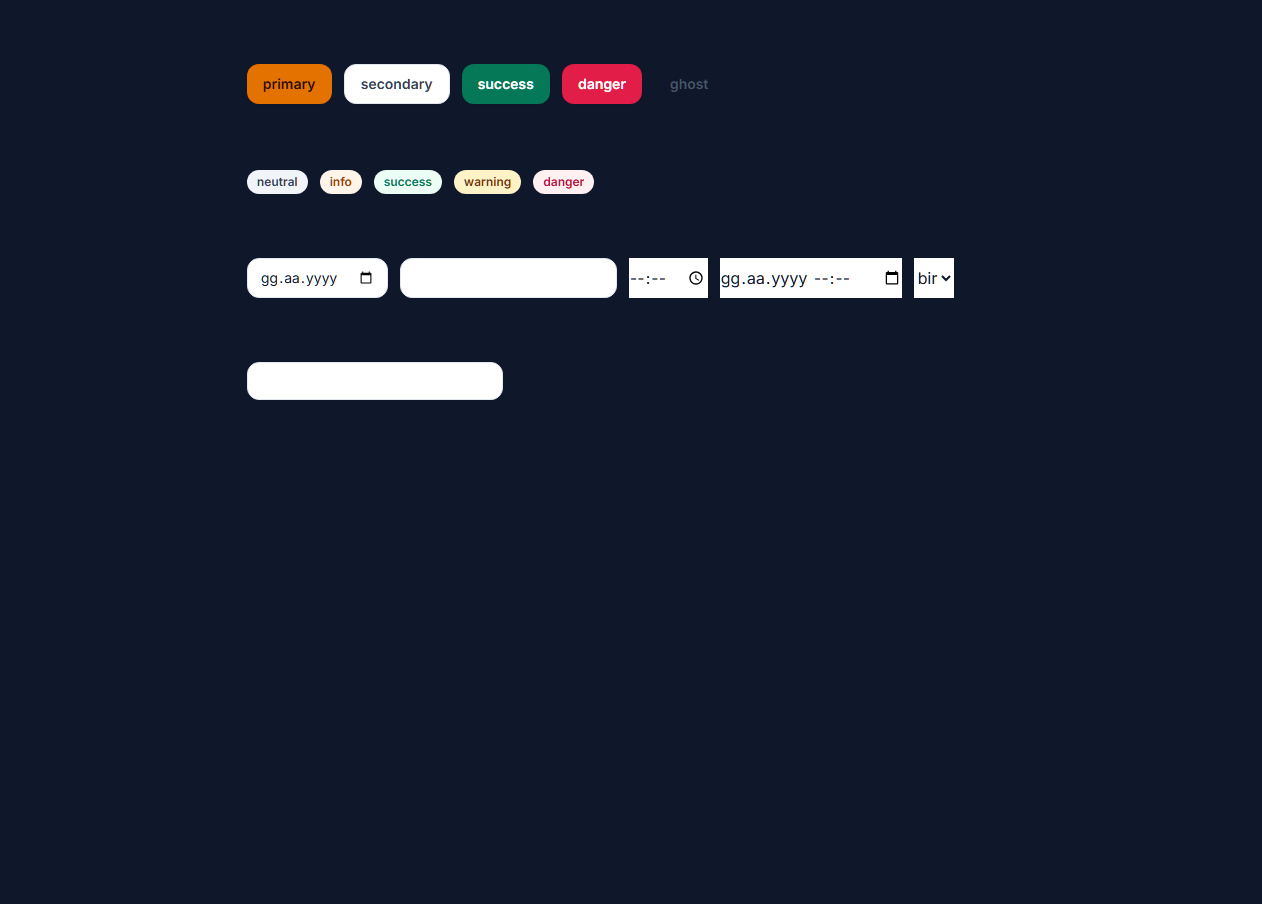 primary secondary success danger ghost
neutral info success warning danger
gg.aa.yyyy --:-- gg.aa.yyyy --:-- bir